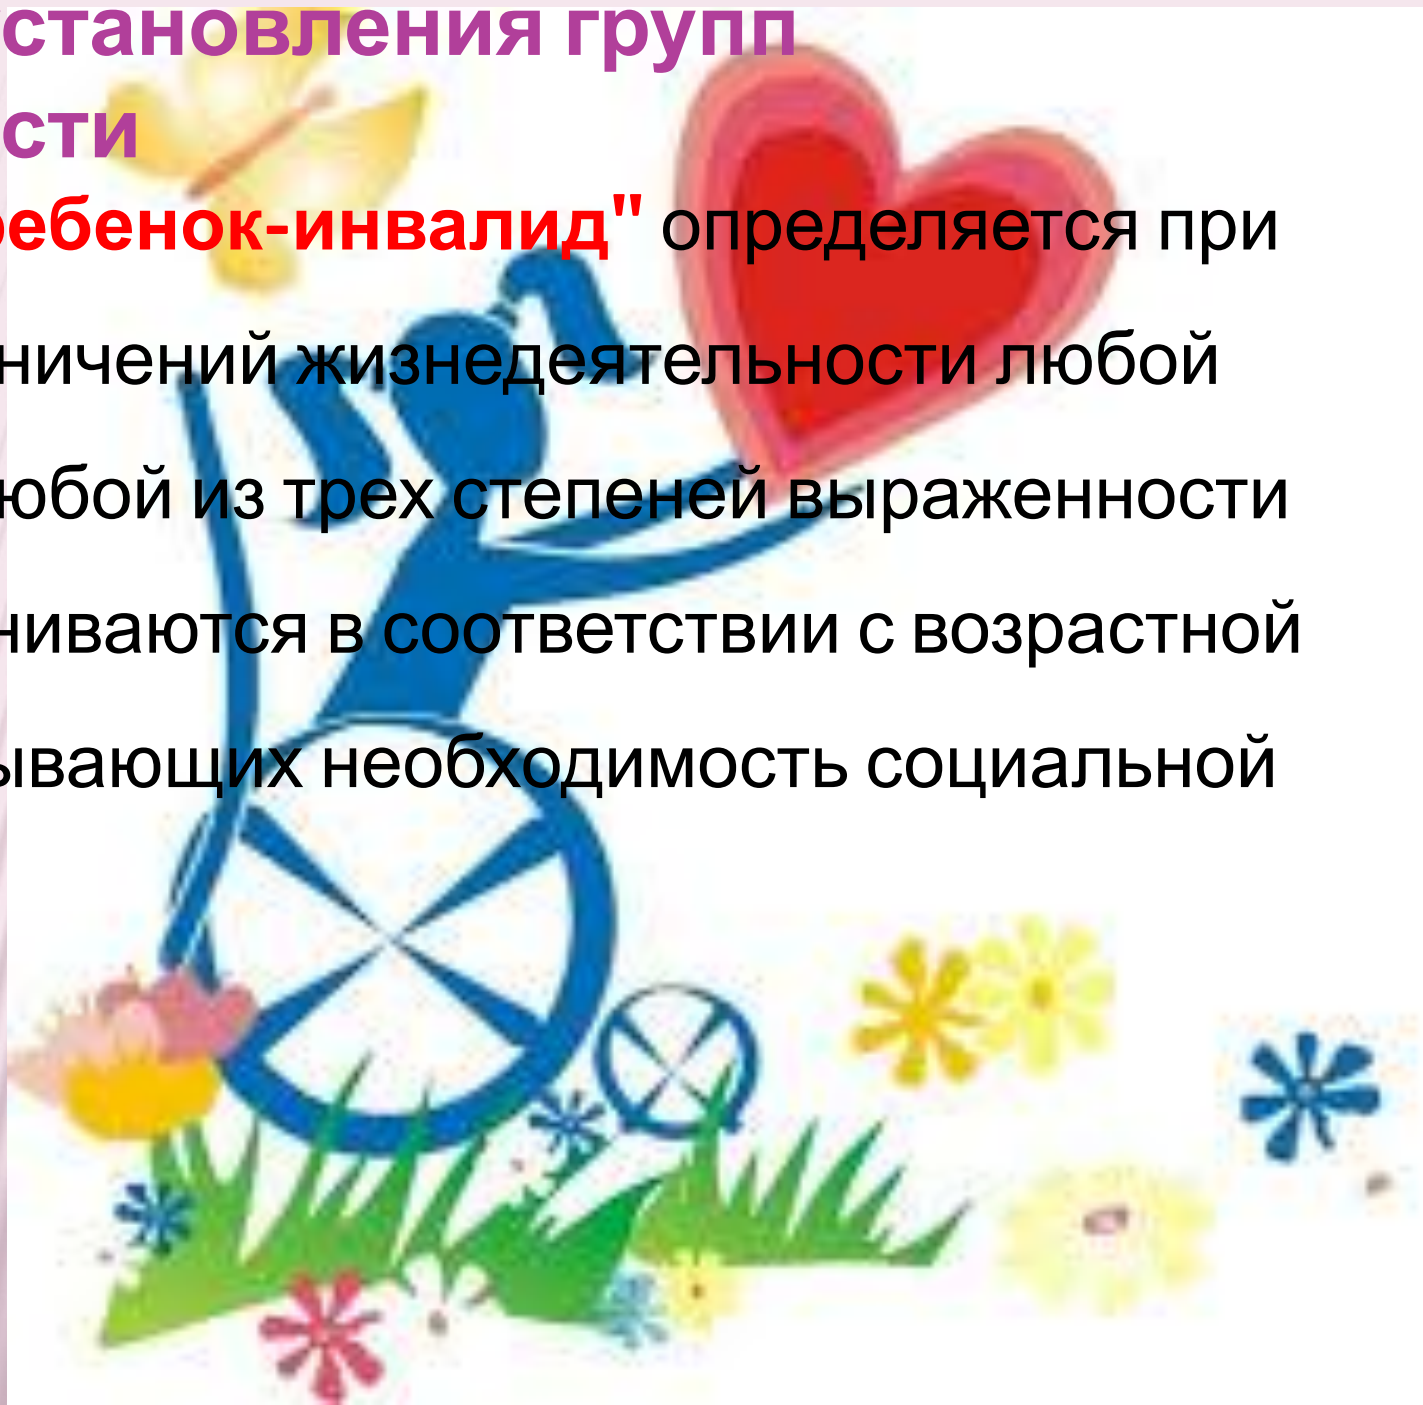 становления групп
сти
ребенок-инвалид" определяется при
ничений жизнедеятельности любой
юбой из трех степеней выраженности
ниваются в соответствии с возрастной
ывающих необходимость социальной